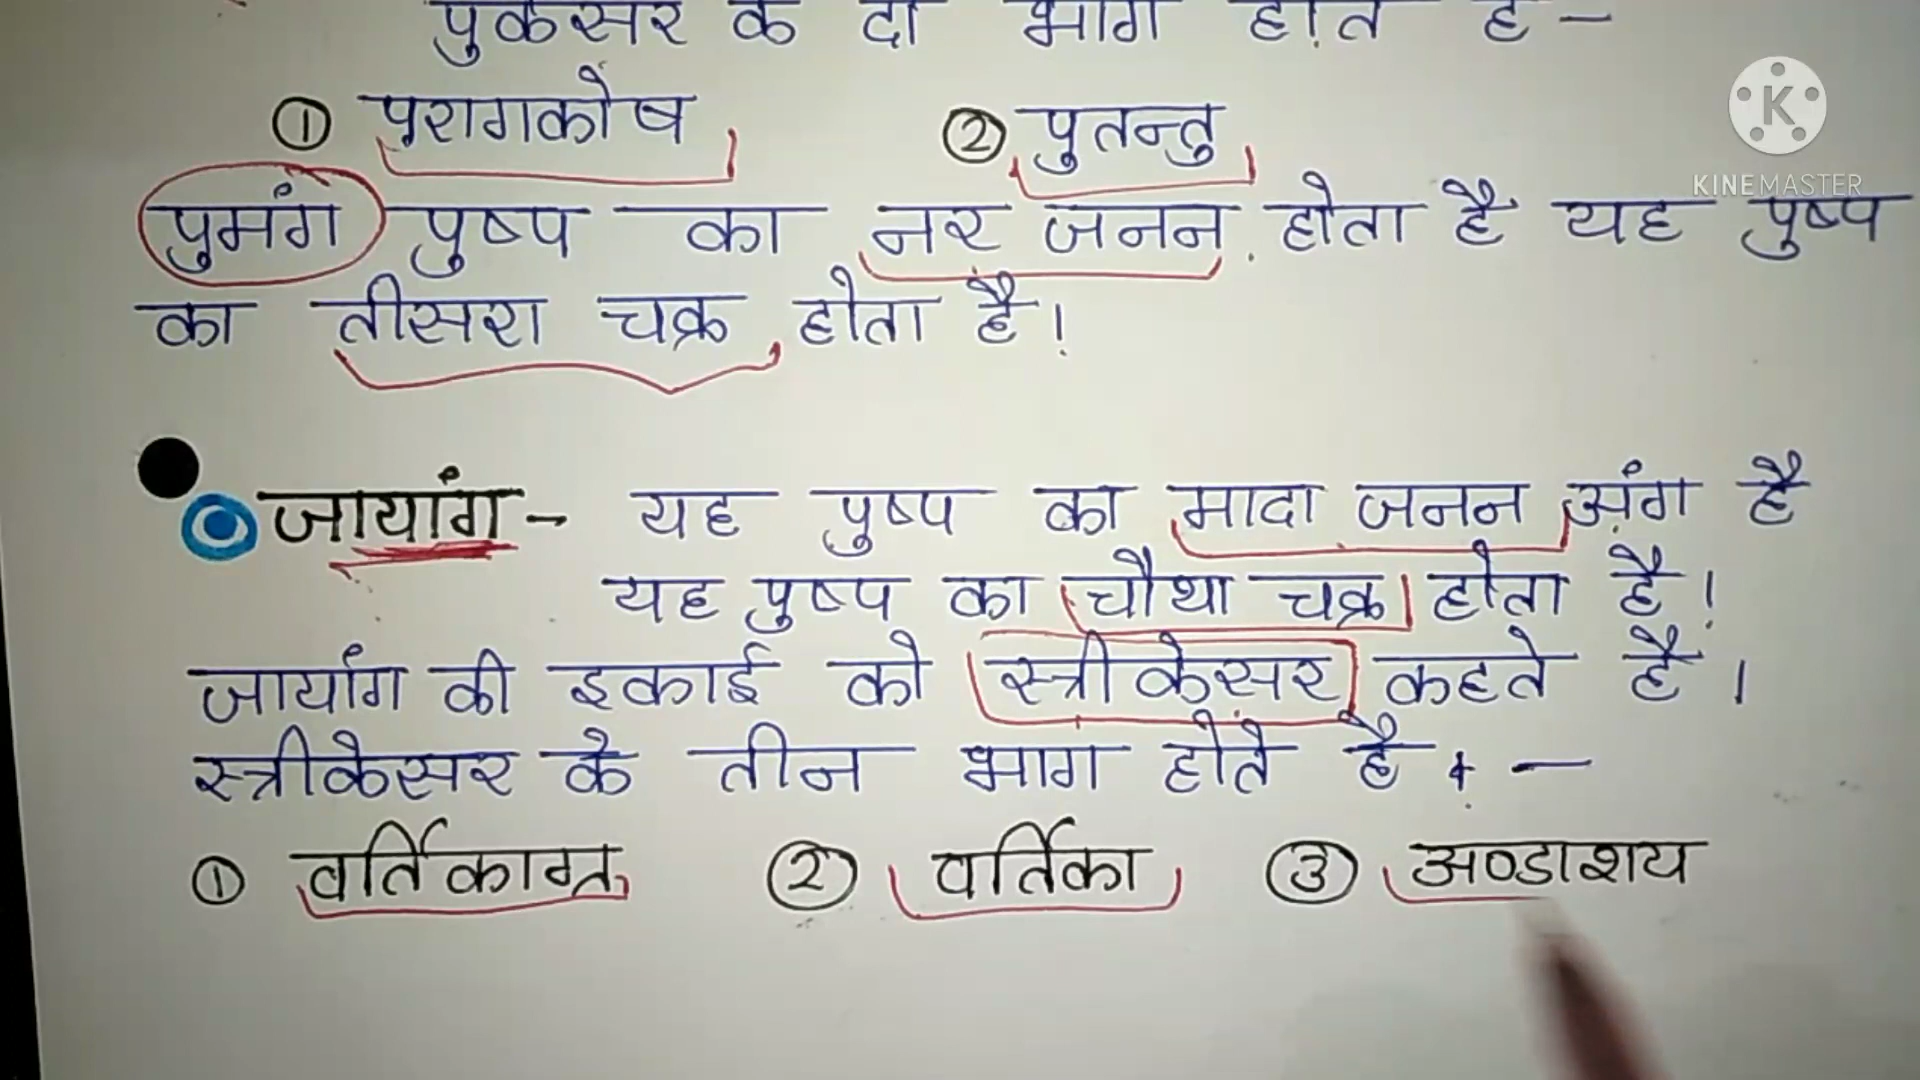 पुंकेसर के दो भाग होते है –
① परागकोष ② पुतन्तु
KINEMASTER
पुमंग पुष्प का नर जनन होता है यह पुष्प
का तीसरा चक्र होता है।
जायांग – यह पुष्प का मादा जनन अंग है
यह पुष्प का चौथा चक्र होता है।
जायांग की इकाई को स्त्रीकेसर कहते है।
स्त्रीकेसर के तीन भाग होते है –
① वर्तिकाग्र ② वर्तिका ③ अण्डाशय